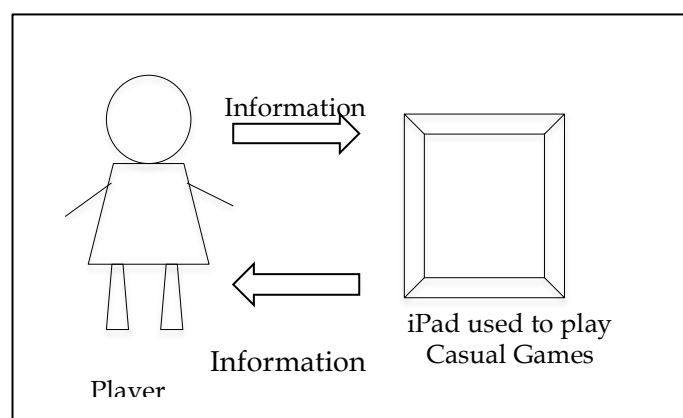 Information
iPad used to play
Casual Games
Information
Player